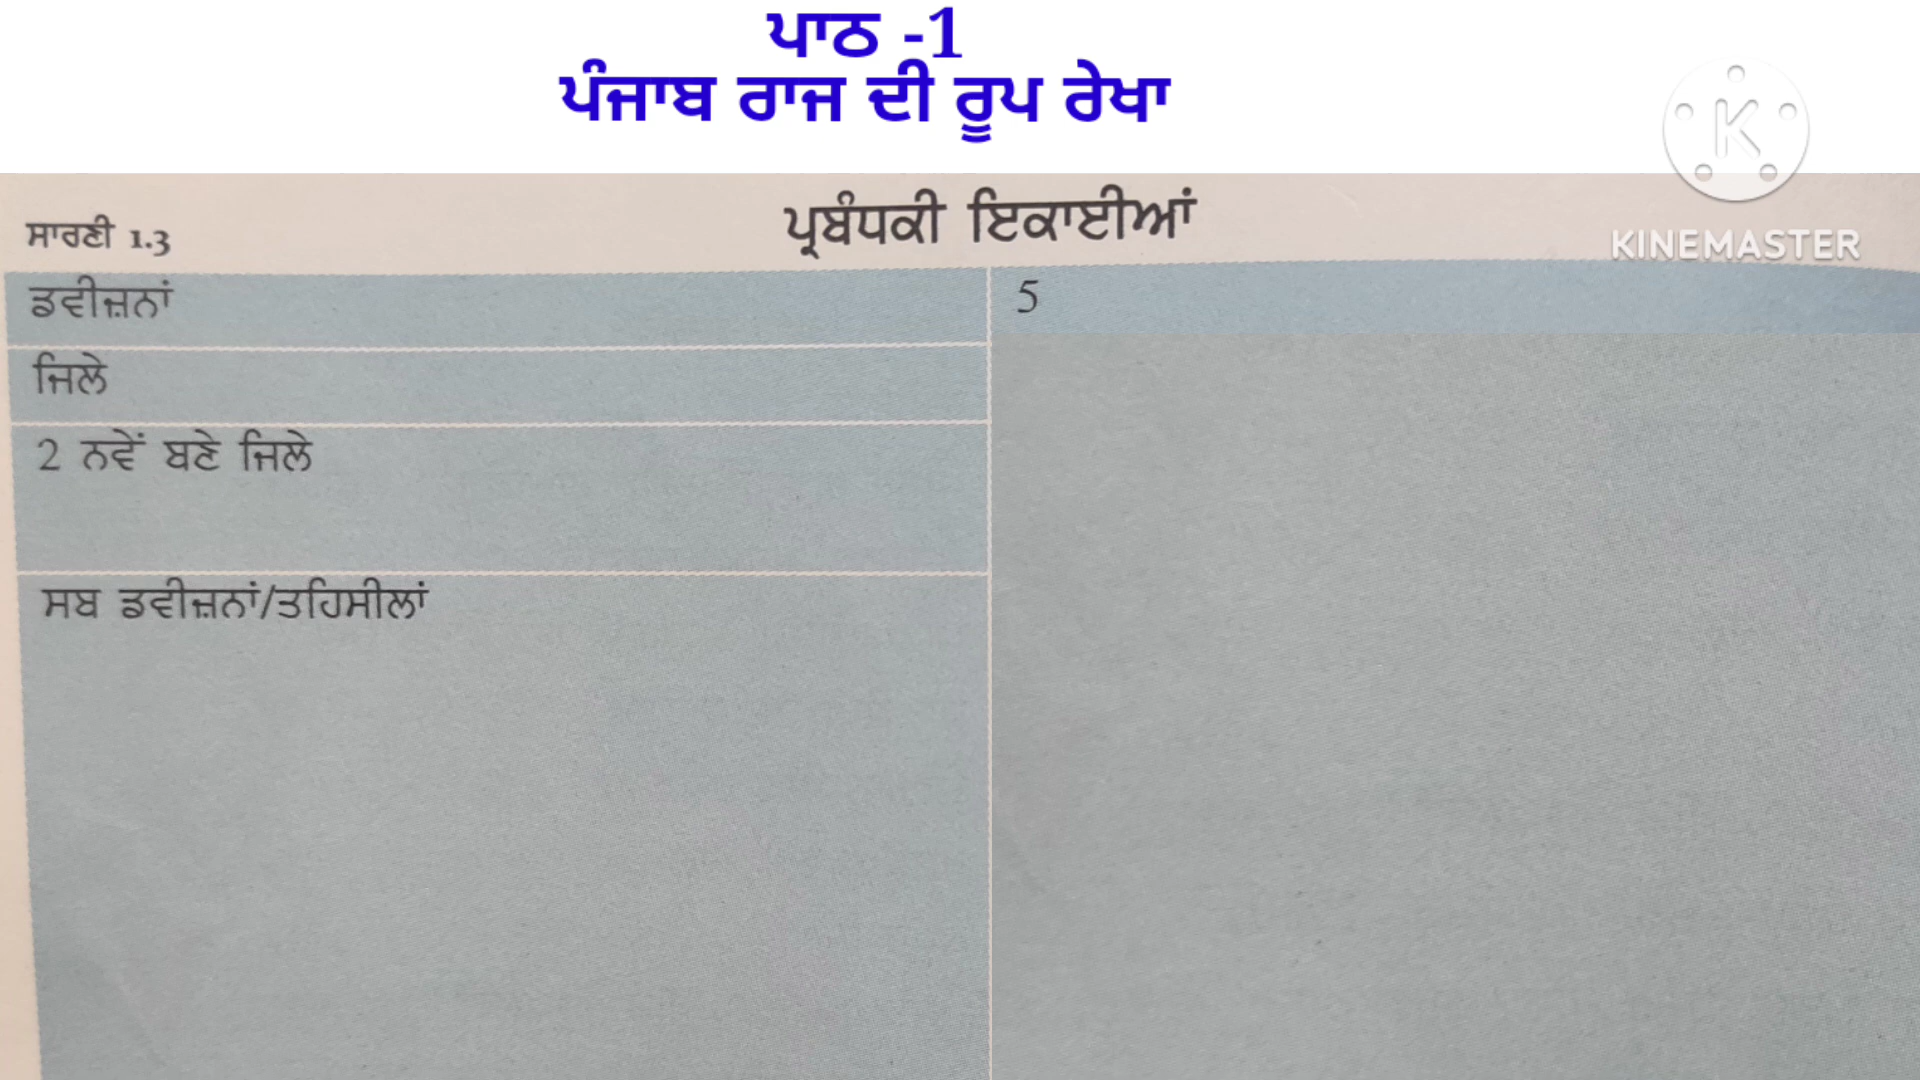 ਪਾਠ -1
ਪੰਜਾਬ ਰਾਜ ਦੀ ਰੂਪ ਰੇਖਾ
K
KINEMASTER
ਸਾਰਣੀ 1.3 ਪ੍ਰਬੰਧਕੀ ਇਕਾਈਆਂ
ਡਵੀਜ਼ਨਾਂ 5
ਜਿਲੇ
2 ਨਵੇਂ ਬਣੇ ਜਿਲੇ
ਸਬ ਡਵੀਜ਼ਨਾਂ/ਤਹਿਸੀਲਾਂ